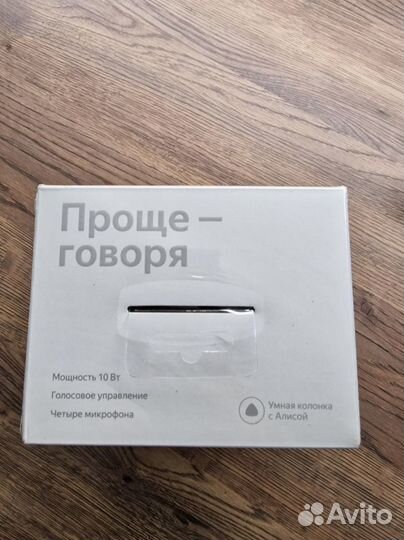 Проще —
говоря
Мощность 10 Вт
Голосовое управление
Четыре микрофона
Умная колонка
с Алисой
Avito